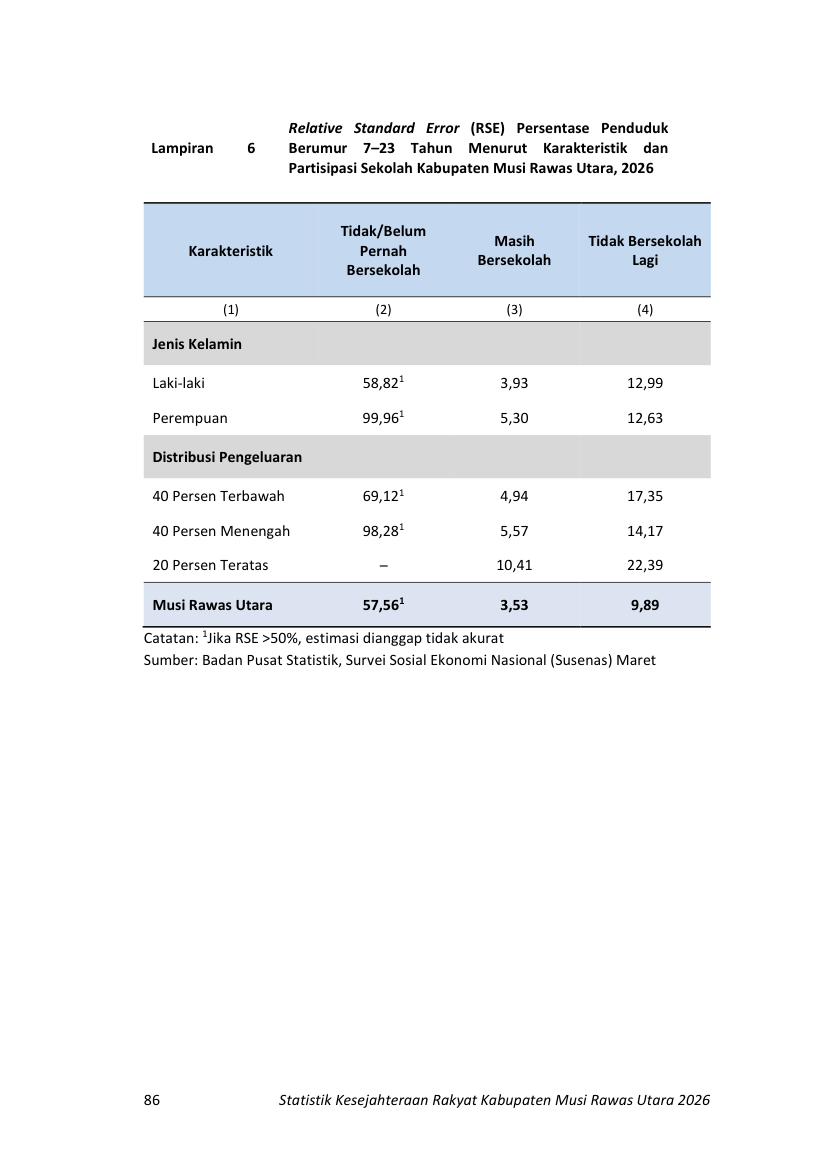 Relative Standard Error (RSE) Persentase Penduduk
Lampiran 6 Berumur 7–23 Tahun Menurut Karakteristik dan
Partisipasi Sekolah Kabupaten Musi Rawas Utara, 2026
Karakteristik
Tidak/Belum
Pernah
Bersekolah
Masih
Bersekolah
Tidak Bersekolah
Lagi
(1) (2) (3) (4)
Jenis Kelamin
Laki-laki 58,82¹ 3,93 12,99
Perempuan 99,96¹ 5,30 12,63
Distribusi Pengeluaran
40 Persen Terbawah 69,12¹ 4,94 17,35
40 Persen Menengah 98,28¹ 5,57 14,17
20 Persen Teratas – 10,41 22,39
Musi Rawas Utara 57,56¹ 3,53 9,89
Catatan: ¹Jika RSE >50%, estimasi dianggap tidak akurat
Sumber: Badan Pusat Statistik, Survei Sosial Ekonomi Nasional (Susenas) Maret
86 Statistik Kesejahteraan Rakyat Kabupaten Musi Rawas Utara 2026